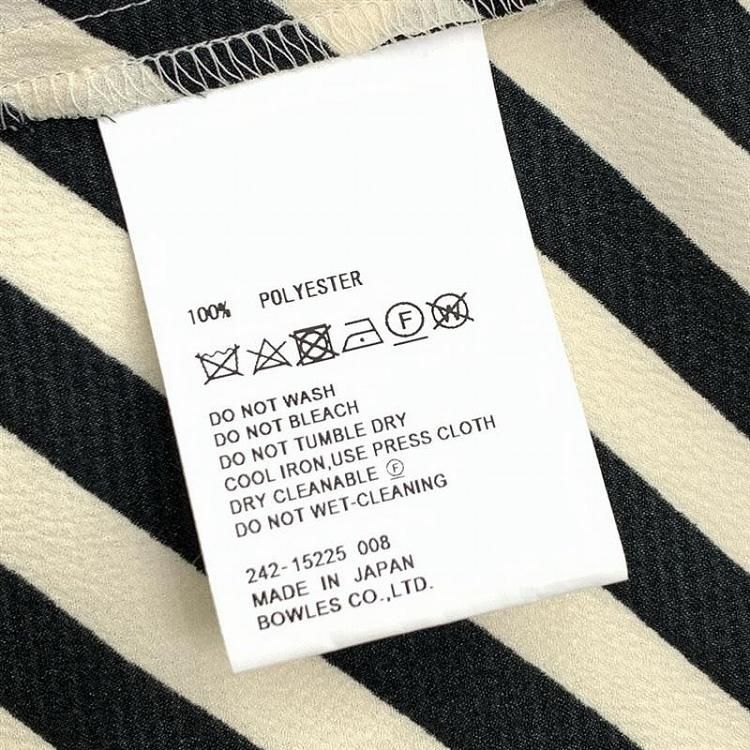 100% POLYESTER
F W
DO NOT WASH
DO NOT BLEACH
DO NOT TUMBLE DRY
COOL IRON,USE PRESS CLOTH
DRY CLEANABLE Ⓕ
DO NOT WET-CLEANING
242-15225 008
MADE IN JAPAN
BOWLES CO.,LTD.